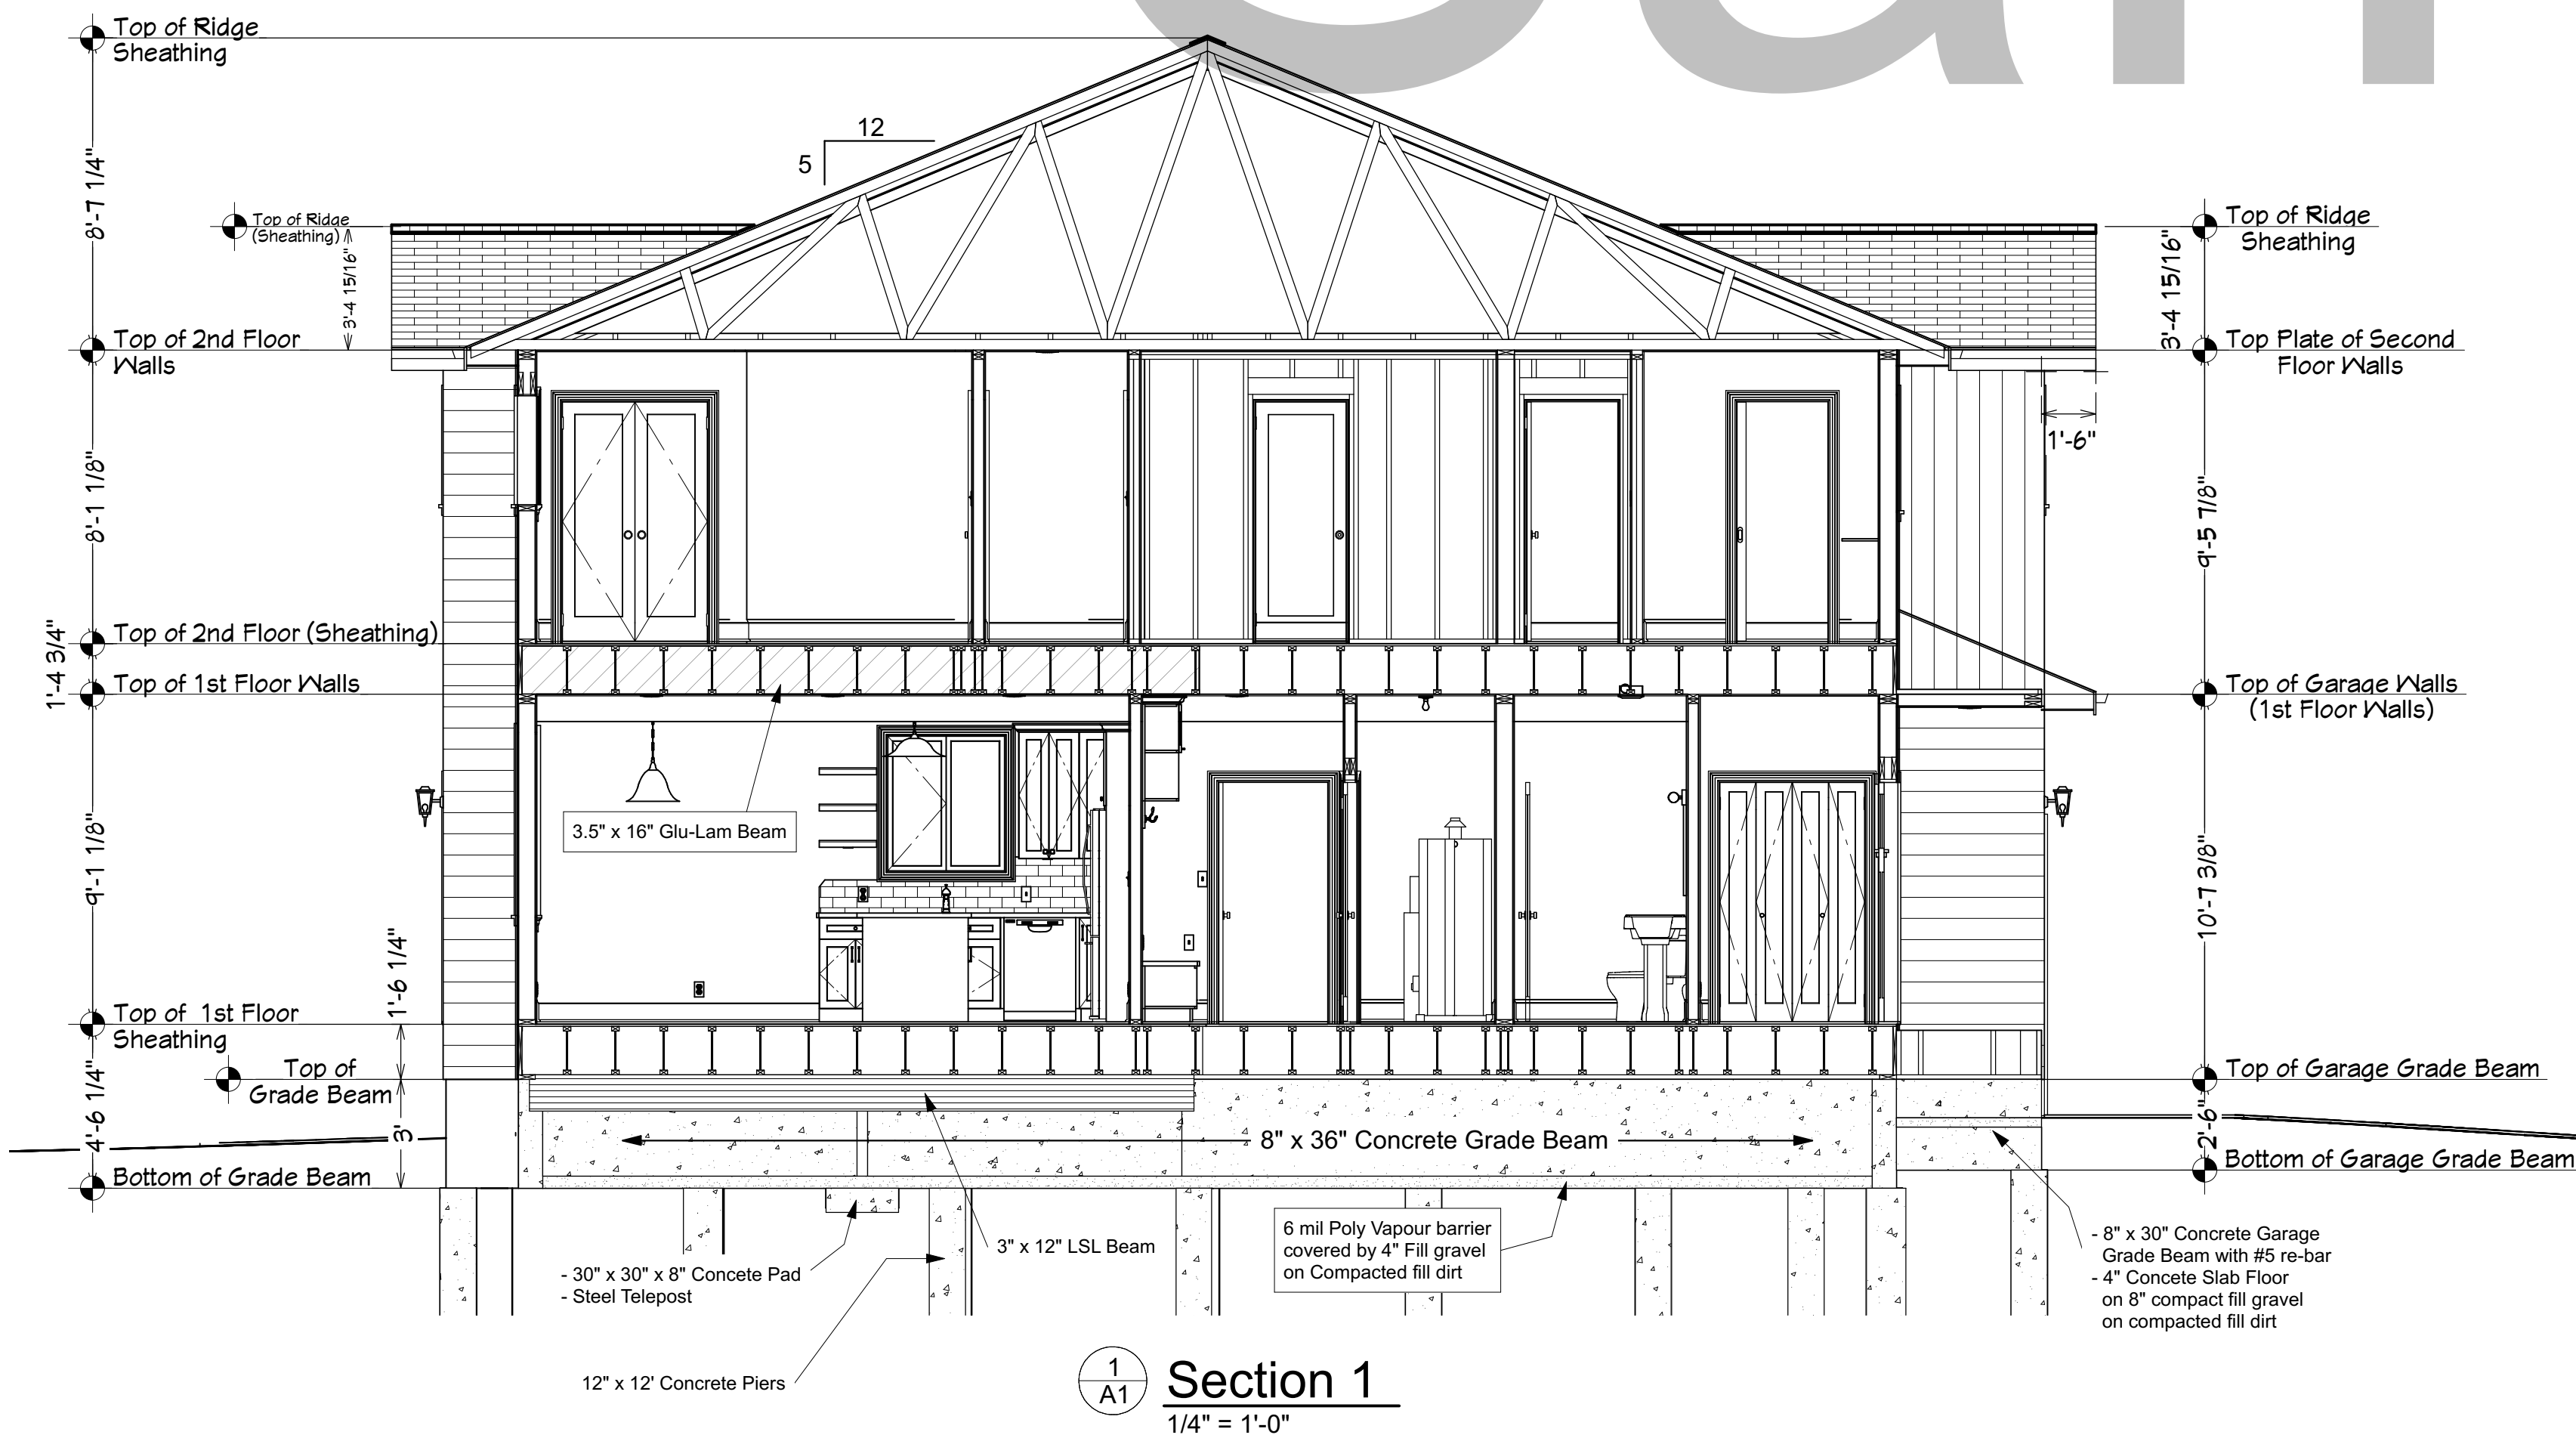 Top of Ridge
Sheathing
12
5
8'-7 1/4"
Top of Ridge
(Sheathing)
3'-4 15/16"
Top of Ridge
Sheathing
3'-4 15/16"
Top of 2nd Floor
Walls
Top Plate of Second
Floor Walls
1'-6"
8'-1 1/8"
9'-5 7/8"
Top of 2nd Floor (Sheathing)
1'-4 3/4"
Top of 1st Floor Walls
Top of Garage Walls
(1st Floor Walls)
3.5" x 16" Glu-Lam Beam
9'-1 1/8"
10'-7 3/8"
1'-6 1/4"
Top of 1st Floor
Sheathing
Top of
Grade Beam
Top of Garage Grade Beam
4'-6 1/4"
3'
8" x 36" Concrete Grade Beam
2'-6"
Bottom of Grade Beam
Bottom of Garage Grade Beam
3" x 12" LSL Beam
- 30" x 30" x 8" Concete Pad
- Steel Telepost
6 mil Poly Vapour barrier
covered by 4" Fill gravel
on Compacted fill dirt
- 8" x 30" Concrete Garage
Grade Beam with #5 re-bar
- 4" Concete Slab Floor
on 8" compact fill gravel
on compacted fill dirt
12" x 12' Concrete Piers
1
A1
Section 1
1/4" = 1'-0"